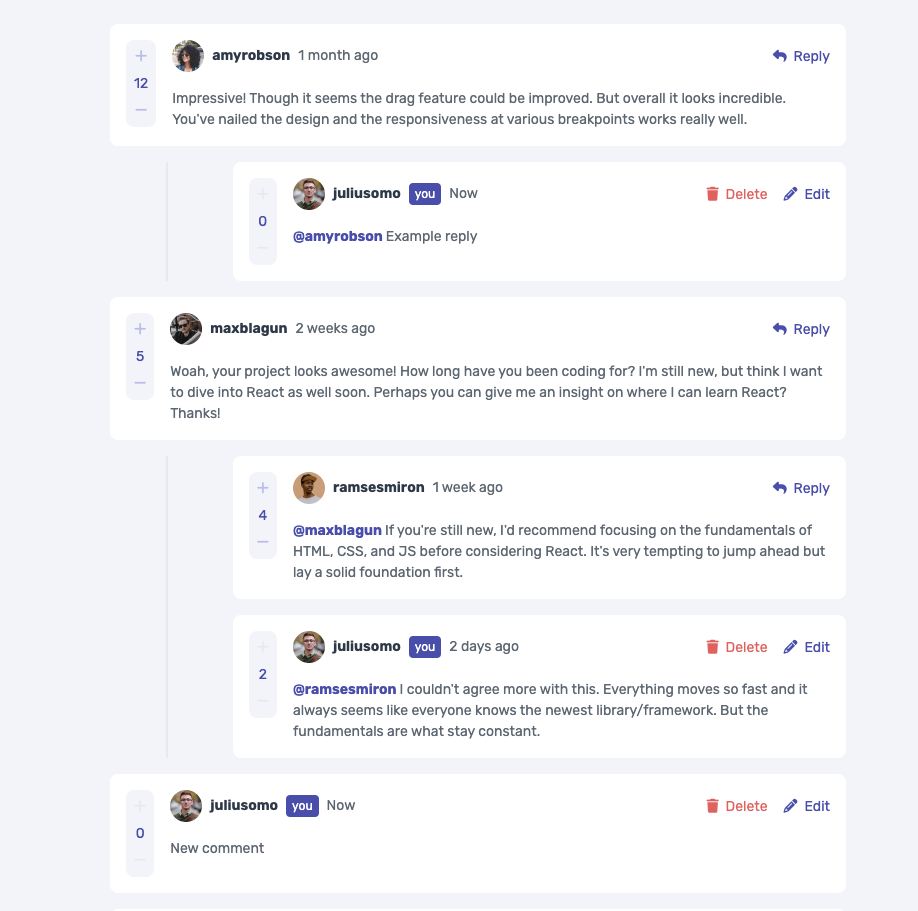 +
amyrobson 1 month ago Reply
12
−
Impressive! Though it seems the drag feature could be improved. But overall it looks incredible.
You've nailed the design and the responsiveness at various breakpoints works really well.
+
juliusomo you Now Delete Edit
0
−
@amyrobson Example reply
+
maxblagun 2 weeks ago Reply
5
−
Woah, your project looks awesome! How long have you been coding for? I'm still new, but think I want
to dive into React as well soon. Perhaps you can give me an insight on where I can learn React?
Thanks!
+
ramsesmiron 1 week ago Reply
4
−
@maxblagun If you're still new, I'd recommend focusing on the fundamentals of
HTML, CSS, and JS before considering React. It's very tempting to jump ahead but
lay a solid foundation first.
+
juliusomo you 2 days ago Delete Edit
2
−
@ramsesmiron I couldn't agree more with this. Everything moves so fast and it
always seems like everyone knows the newest library/framework. But the
fundamentals are what stay constant.
+
juliusomo you Now Delete Edit
0
−
New comment